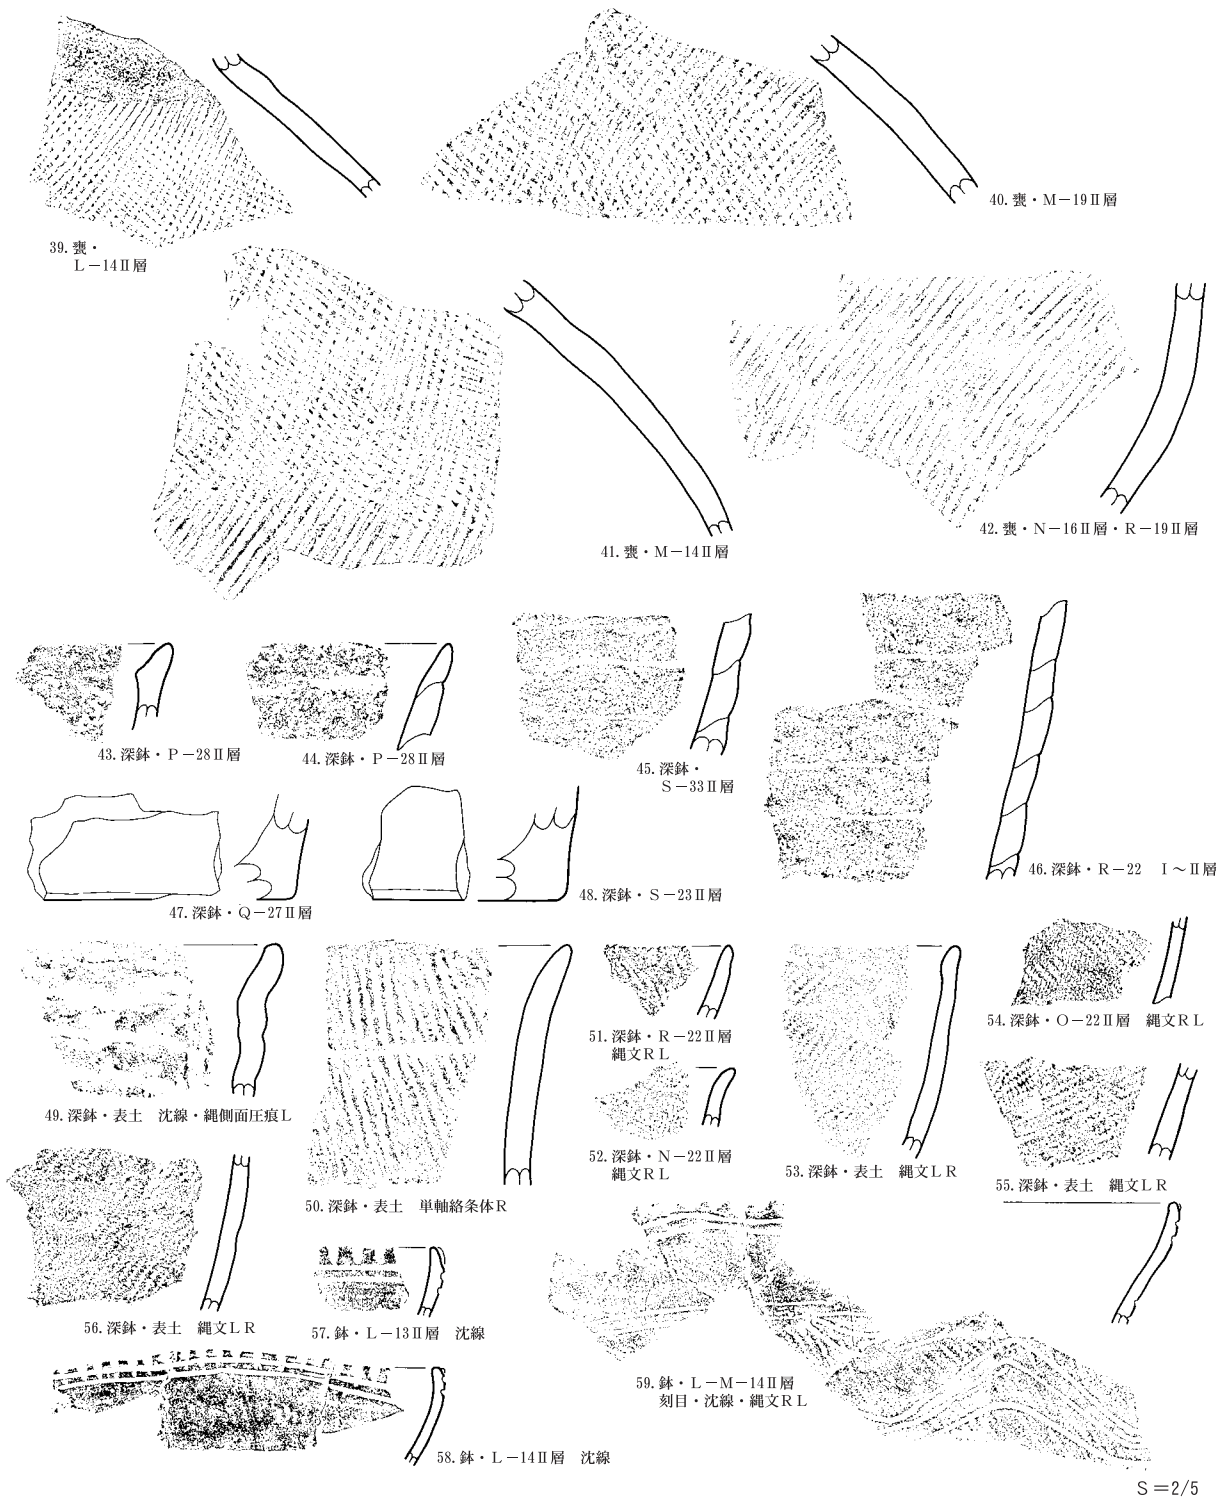 39. 甕・
L－14Ⅱ層
40. 甕・M－19Ⅱ層
41. 甕・M－14Ⅱ層
42. 甕・N－16Ⅱ層・R－19Ⅱ層
43. 深鉢・P－28Ⅱ層
44. 深鉢・P－28Ⅱ層
45. 深鉢・
S－33Ⅱ層
46. 深鉢・R－22　Ⅰ～Ⅱ層
47. 深鉢・Q－27Ⅱ層
48. 深鉢・S－23Ⅱ層
49. 深鉢・表土　沈線・縄側面圧痕L
50. 深鉢・表土　単軸絡条体R
51. 深鉢・R－22Ⅱ層
縄文RL
52. 深鉢・N－22Ⅱ層
縄文RL
53. 深鉢・表土　縄文LR
54. 深鉢・O－22Ⅱ層　縄文RL
55. 深鉢・表土　縄文LR
56. 深鉢・表土　縄文LR
57. 鉢・L－13Ⅱ層　沈線
58. 鉢・L－14Ⅱ層　沈線
59. 鉢・L－M－14Ⅱ層
刻目・沈線・縄文RL
S＝2/5